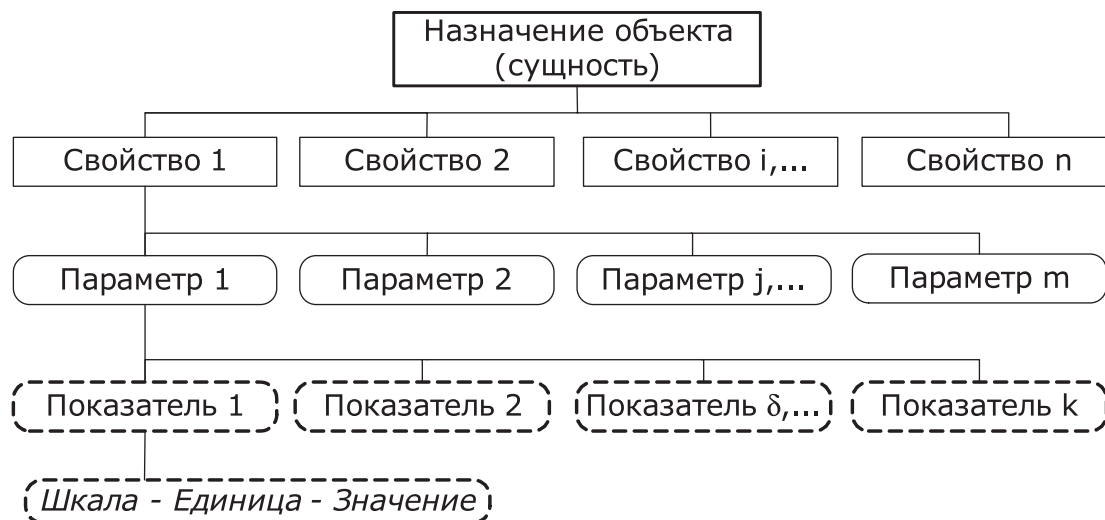 Назначение объекта
(сущность)
Свойство 1
Свойство 2
Свойство i,...
Свойство n
Параметр 1
Параметр 2
Параметр j,...
Параметр m
Показатель 1
Показатель 2
Показатель δ,...
Показатель k
Шкала - Единица - Значение